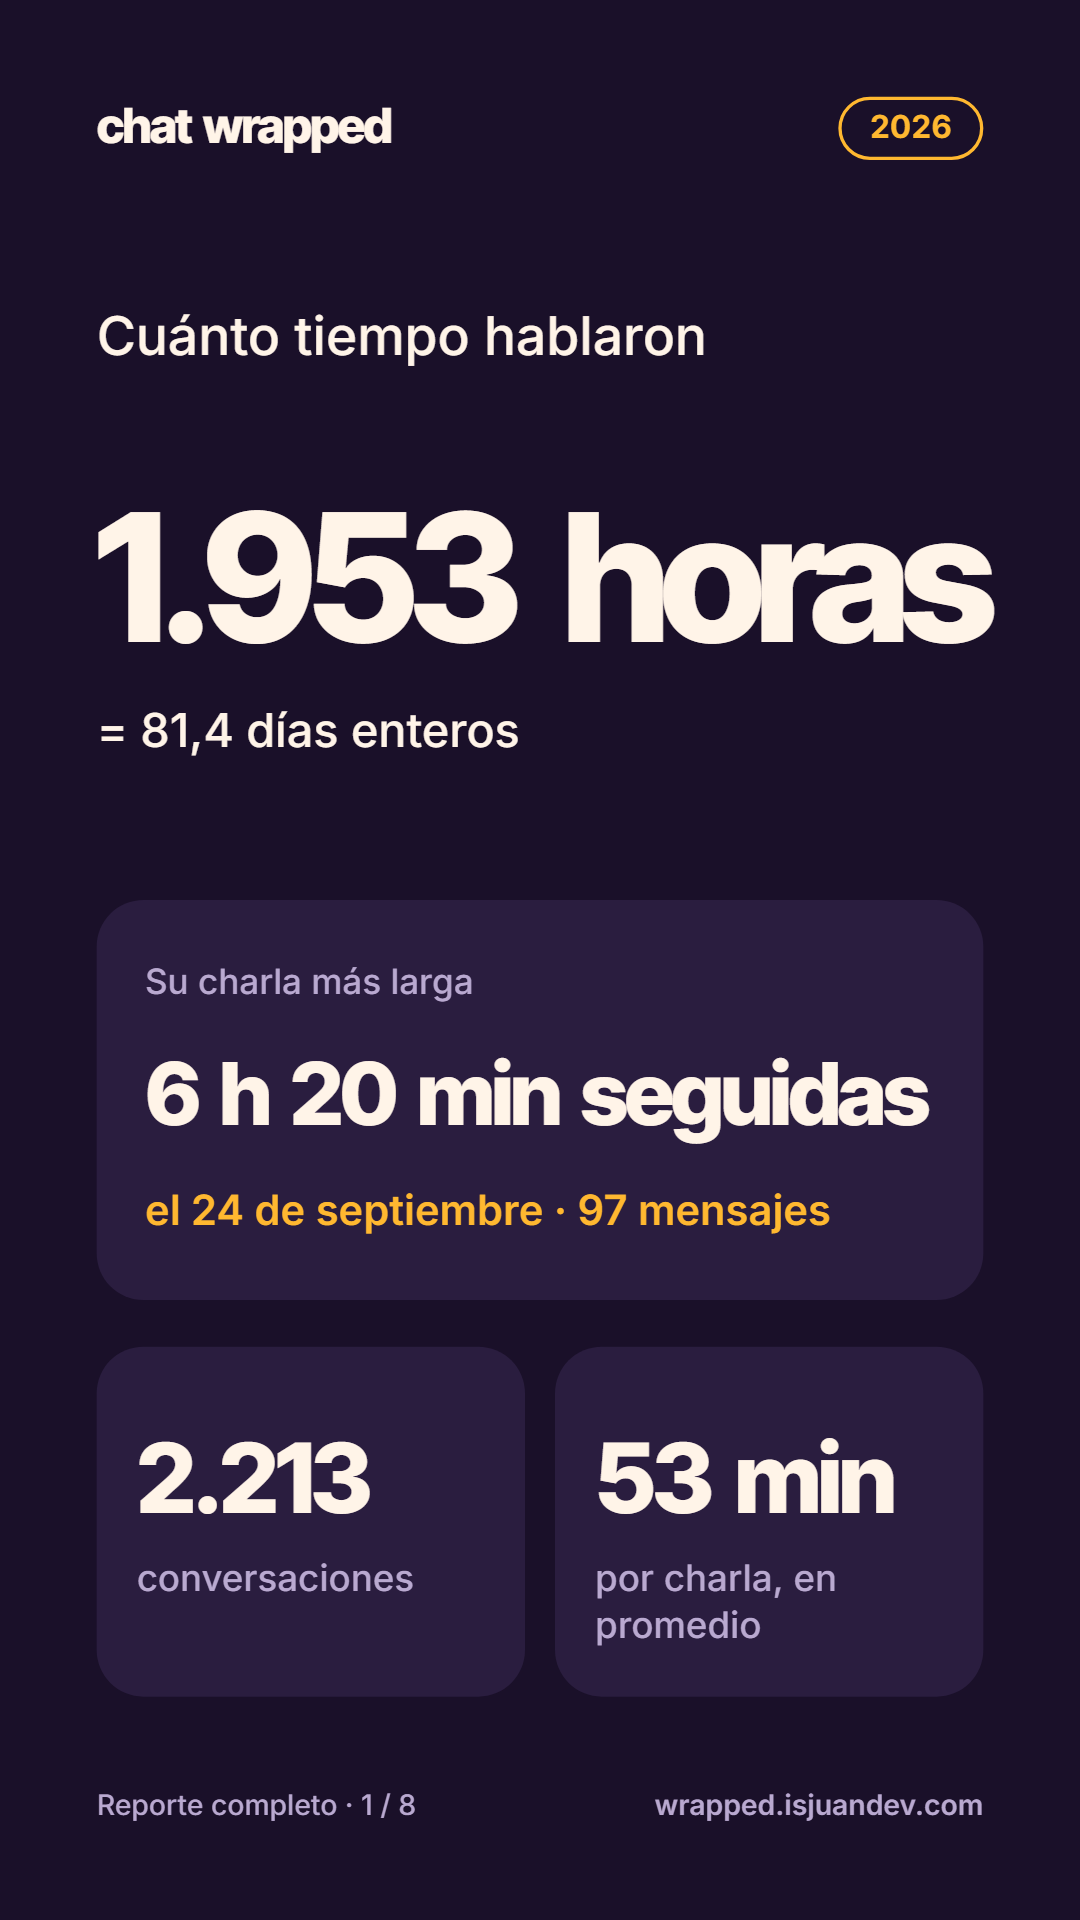 chat wrapped
2026
Cuánto tiempo hablaron
1.953 horas
= 81,4 días enteros
Su charla más larga
6 h 20 min seguidas
el 24 de septiembre · 97 mensajes
2.213
conversaciones
53 min
por charla, en
promedio
Reporte completo · 1 / 8
wrapped.isjuandev.com